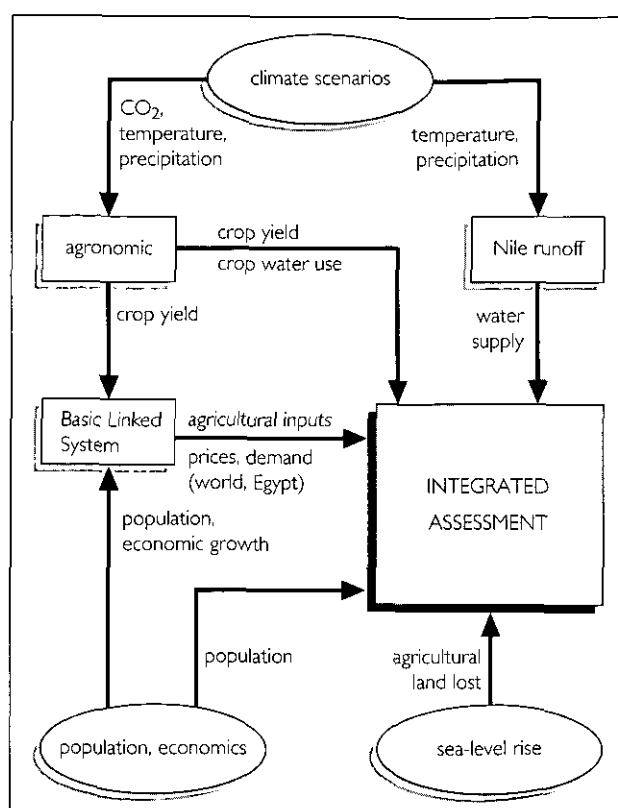 climate scenarios
CO₂,
temperature,
precipitation
temperature,
precipitation
agronomic
crop yield
crop water use
Nile runoff
crop yield
water
supply
Basic Linked
System
agricultural inputs
prices, demand
(world, Egypt)
INTEGRATED
ASSESSMENT
population,
economic growth
population
agricultural
land lost
population, economics
sea-level rise